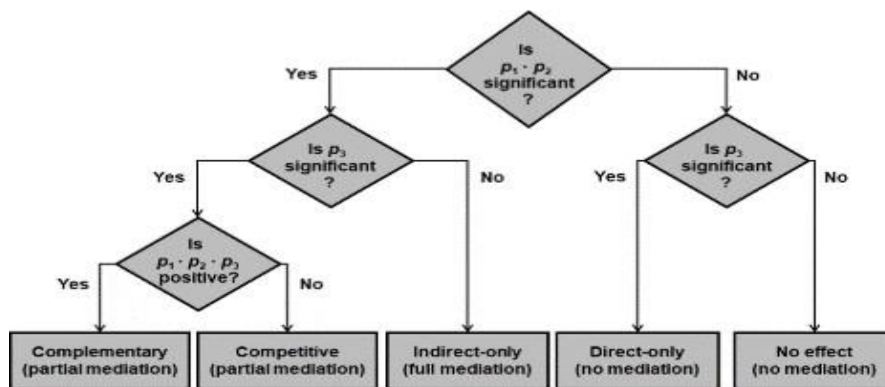 Is
p₁ · p₂
significant
?
Yes
No
Is p₃
significant
?
Is p₃
significant
?
Yes
No
Yes
No
Is
p₁ · p₂ · p₃
positive?
Yes
No
Complementary
(partial mediation)
Competitive
(partial mediation)
Indirect-only
(full mediation)
Direct-only
(no mediation)
No effect
(no mediation)